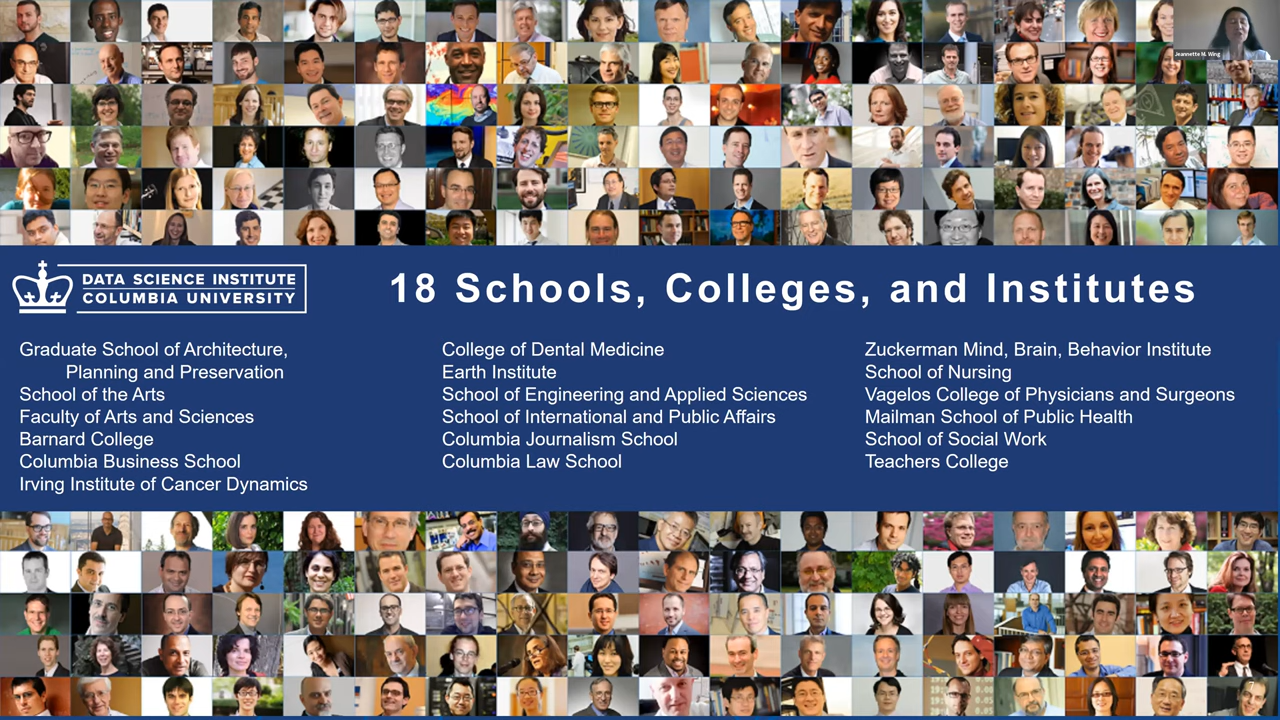 Jeannette M. Wing
DATA SCIENCE INSTITUTE
COLUMBIA UNIVERSITY
18 Schools, Colleges, and Institutes
Graduate School of Architecture,
Planning and Preservation
School of the Arts
Faculty of Arts and Sciences
Barnard College
Columbia Business School
Irving Institute of Cancer Dynamics
College of Dental Medicine
Earth Institute
School of Engineering and Applied Sciences
School of International and Public Affairs
Columbia Journalism School
Columbia Law School
Zuckerman Mind, Brain, Behavior Institute
School of Nursing
Vagelos College of Physicians and Surgeons
Mailman School of Public Health
School of Social Work
Teachers College